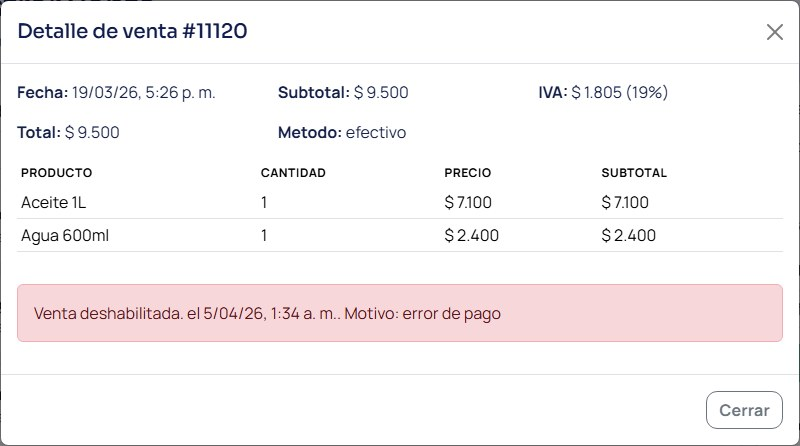 Detalle de venta #11120
Fecha: 19/03/26, 5:26 p. m. Subtotal: $ 9.500 IVA: $ 1.805 (19%)
Total: $ 9.500 Metodo: efectivo
PRODUCTO CANTIDAD PRECIO SUBTOTAL
Aceite 1L 1 $ 7.100 $ 7.100
Agua 600ml 1 $ 2.400 $ 2.400
Venta deshabilitada. el 5/04/26, 1:34 a. m.. Motivo: error de pago
Cerrar